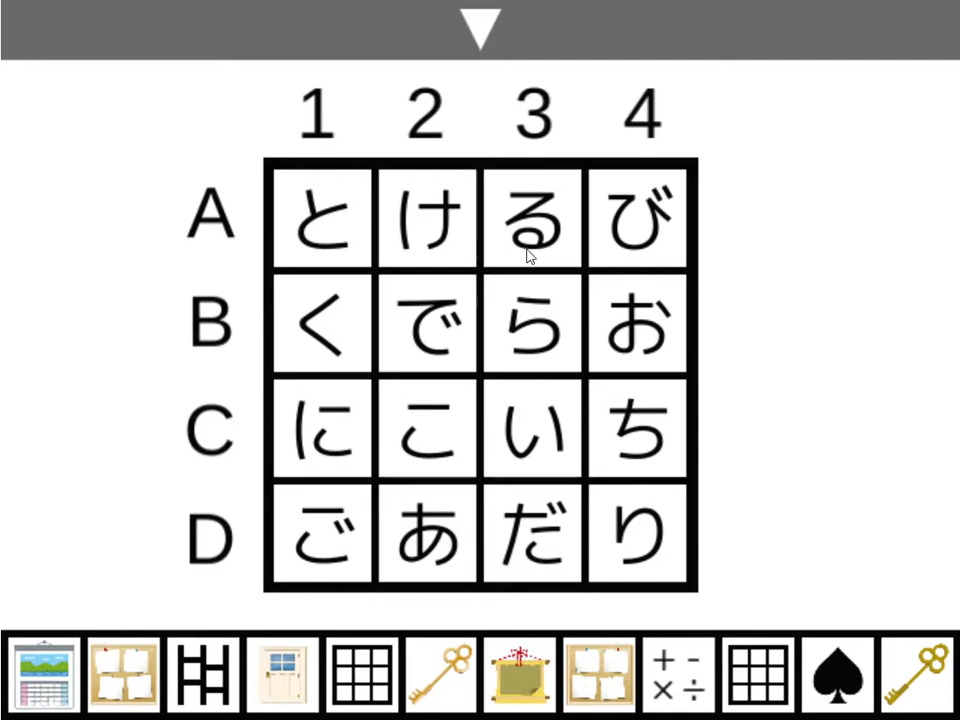 1 2 3 4
A と け る び
B く で ら お
C に こ い ち
D ご あ だ り
+ -
× ÷